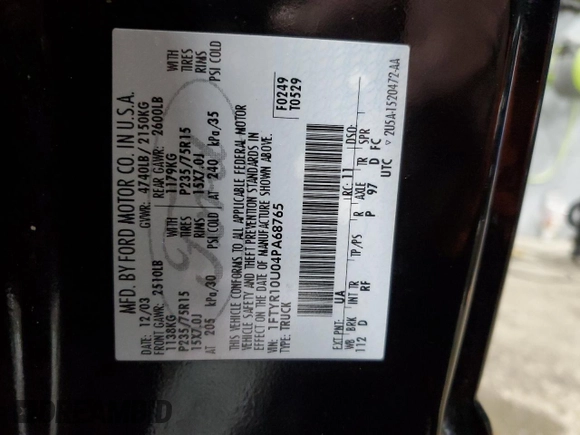 MFD. BY FORD MOTOR CO. IN U.S.A.
DATE: 12/03 GVWR: 4740LB/ 2150KG
FRONT GAWR: 2510LB REAR GAWR: 2600LB
1138KG WITH 1179KG WITH
P235/75R15 TIRES P235/75R15 TIRES
15X7.0J RIMS 15X7.0J RIMS
AT 205 kPa/30 PSI COLD AT 240 kPa/35 PSI COLD
THIS VEHICLE CONFORMS TO ALL APPLICABLE FEDERAL MOTOR
VEHICLE SAFETY AND THEFT PREVENTION STANDARDS IN
EFFECT ON THE DATE OF MANUFACTURE SHOWN ABOVE.
VIN: 1FTYR10U04PA68765 F0249
TYPE: TRUCK T0529
EXT PNT: UA RC: 11 DSO:
WB BRK INT TR TP/PS R AXLE TR SPR
112 D RF P 97 D FC
UTC
▽ 2U5A-1520472-AA
Ford